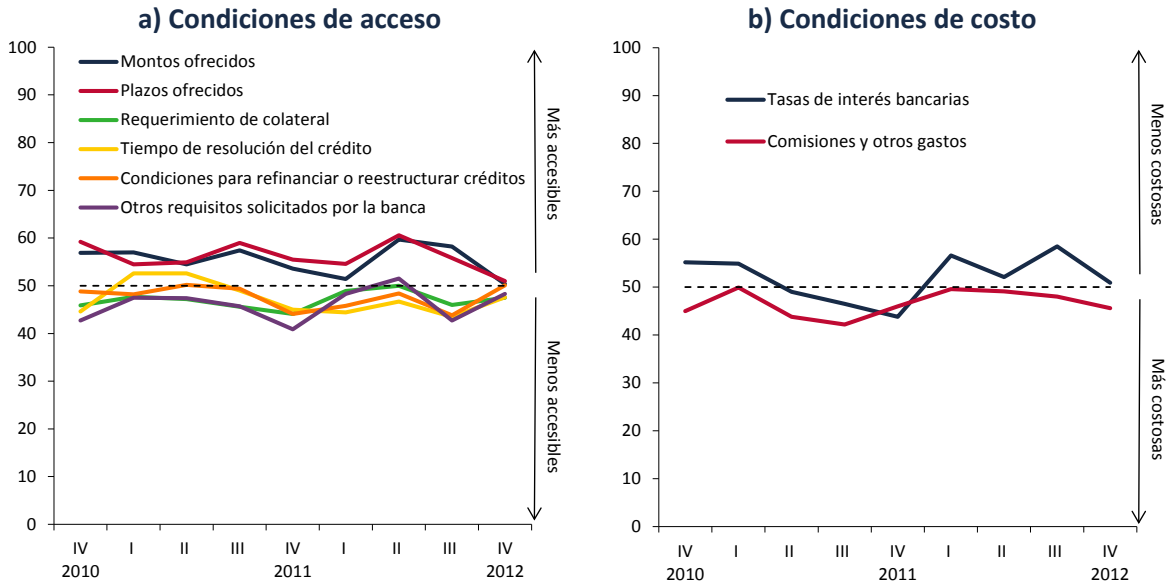 a) Condiciones de acceso
100
90
80
70
60
50
40
30
20
10
0
Montos ofrecidos
Plazos ofrecidos
Requerimiento de colateral
Tiempo de resolución del crédito
Condiciones para refinanciar o reestructurar créditos
Otros requisitos solicitados por la banca
Más accesibles
Menos accesibles
IV I II III IV I II III IV
2010 2011 2012
b) Condiciones de costo
100
90
80
70
60
50
40
30
20
10
0
Tasas de interés bancarias
Comisiones y otros gastos
Menos costosas
Más costosas
IV I II III IV I II III IV
2010 2011 2012